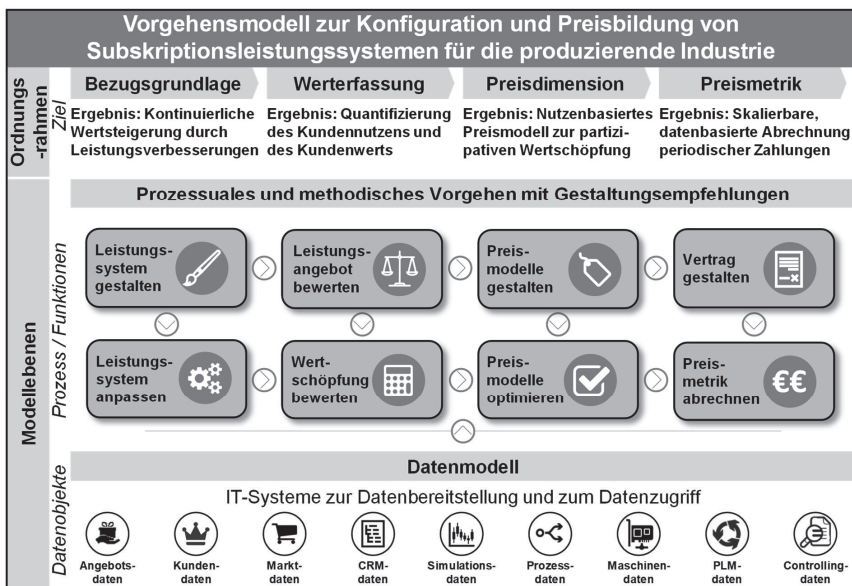 Vorgehensmodell zur Konfiguration und Preisbildung von
Subskriptionsleistungssystemen für die produzierende Industrie
Ordnungs
-rahmen
Ziel
Bezugsgrundlage
Werterfassung
Preisdimension
Preismetrik
Ergebnis: Kontinuierliche
Wertsteigerung durch
Leistungsverbesserungen
Ergebnis: Quantifizierung
des Kundennutzens und
des Kundenwerts
Ergebnis: Nutzenbasiertes
Preismodell zur partizi-
pativen Wertschöpfung
Ergebnis: Skalierbare,
datenbasierte Abrechnung
periodischer Zahlungen
Modellebenen
Prozess / Funktionen
Prozessuales und methodisches Vorgehen mit Gestaltungsempfehlungen
Leistungs-
system
gestalten
Leistungs-
angebot
bewerten
Preis-
modelle
gestalten
Vertrag
gestalten
Leistungs-
system
anpassen
Wert-
schöpfung
bewerten
Preis-
modelle
optimieren
Preis-
metrik
abrechnen
€€
Datenobjekte
Datenmodell
IT-Systeme zur Datenbereitstellung und zum Datenzugriff
Angebots-
daten
Kunden-
daten
Markt-
daten
CRM-
daten
Simulations-
daten
Prozess-
daten
Maschinen-
daten
PLM-
daten
Controlling-
daten